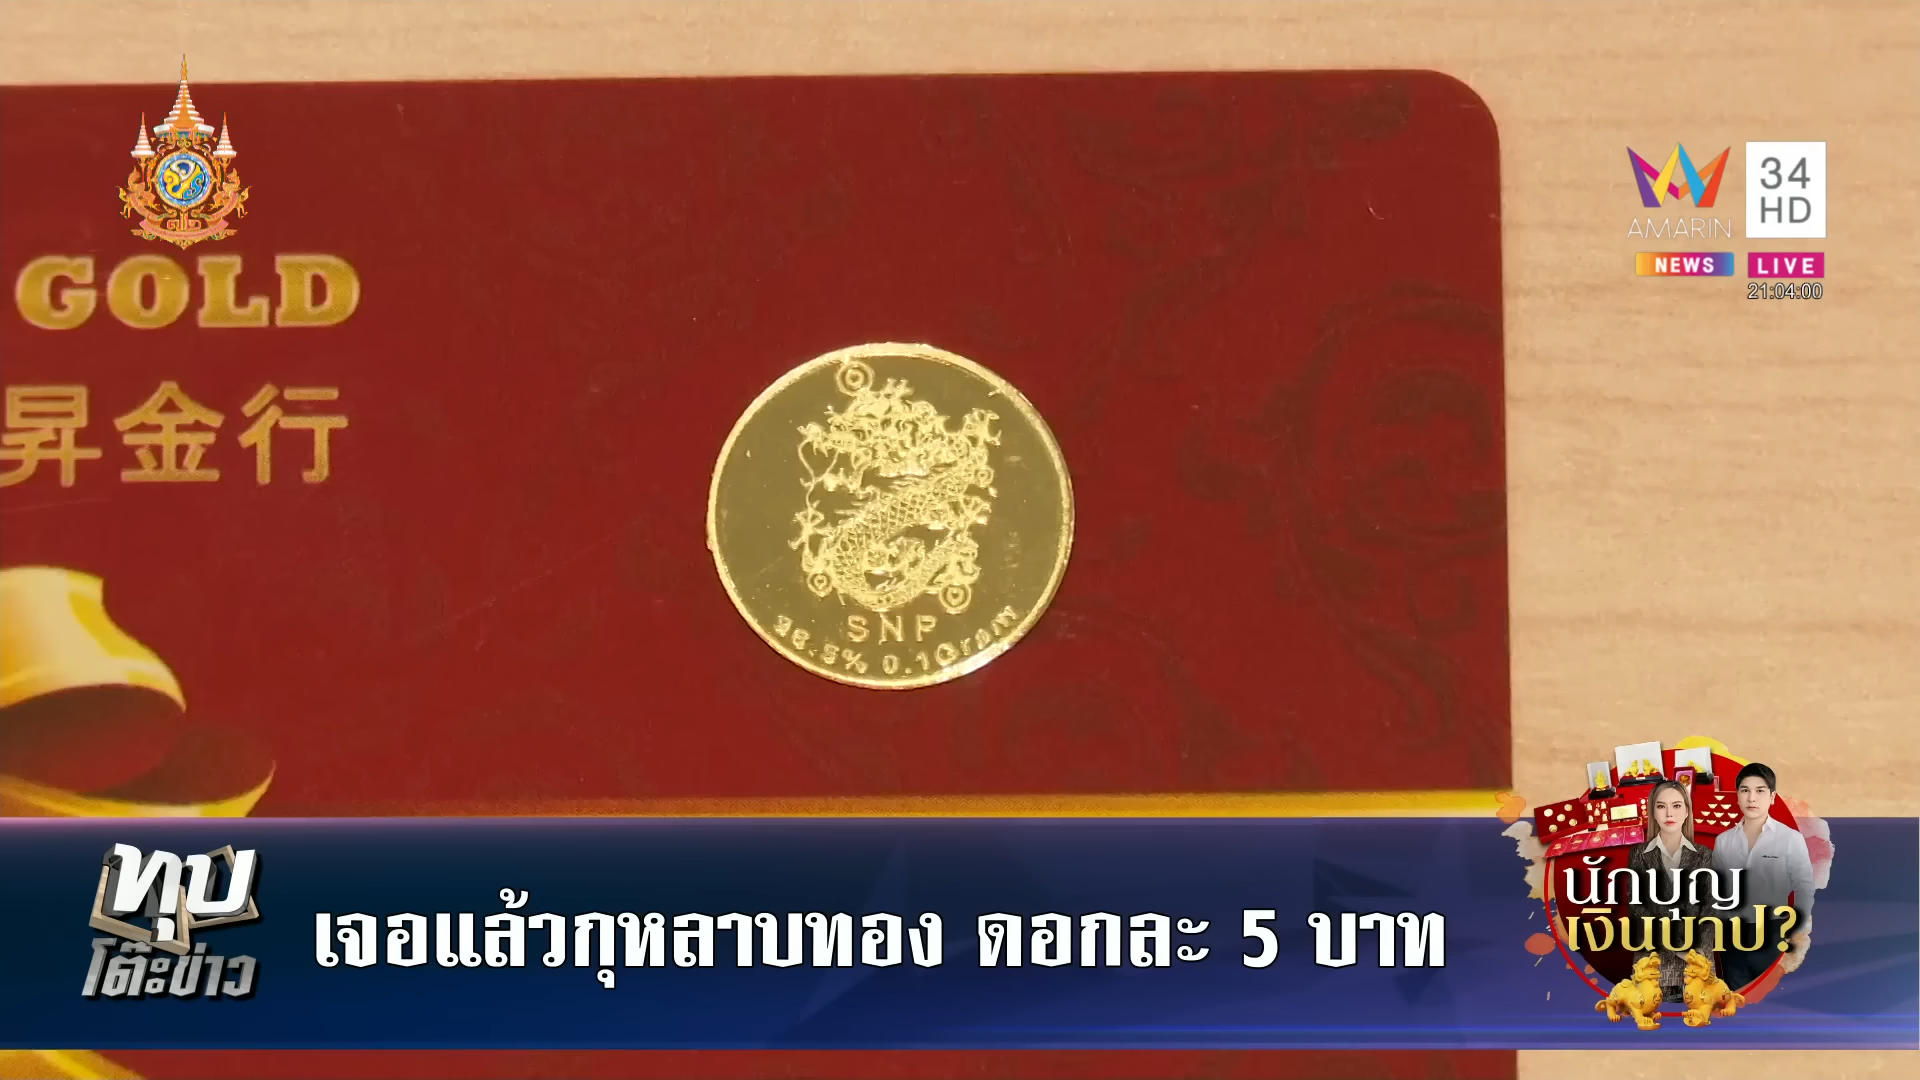 34
HD
AMARIN
NEWS LIVE
21:04:00
GOLD
昇金行
SNP
96.5% 0.1Gram
ทุบ
โต๊ะข่าว
เจอแล้วกุหลาบทอง ดอกละ 5 บาท
นักบุญ
เงินบาป?